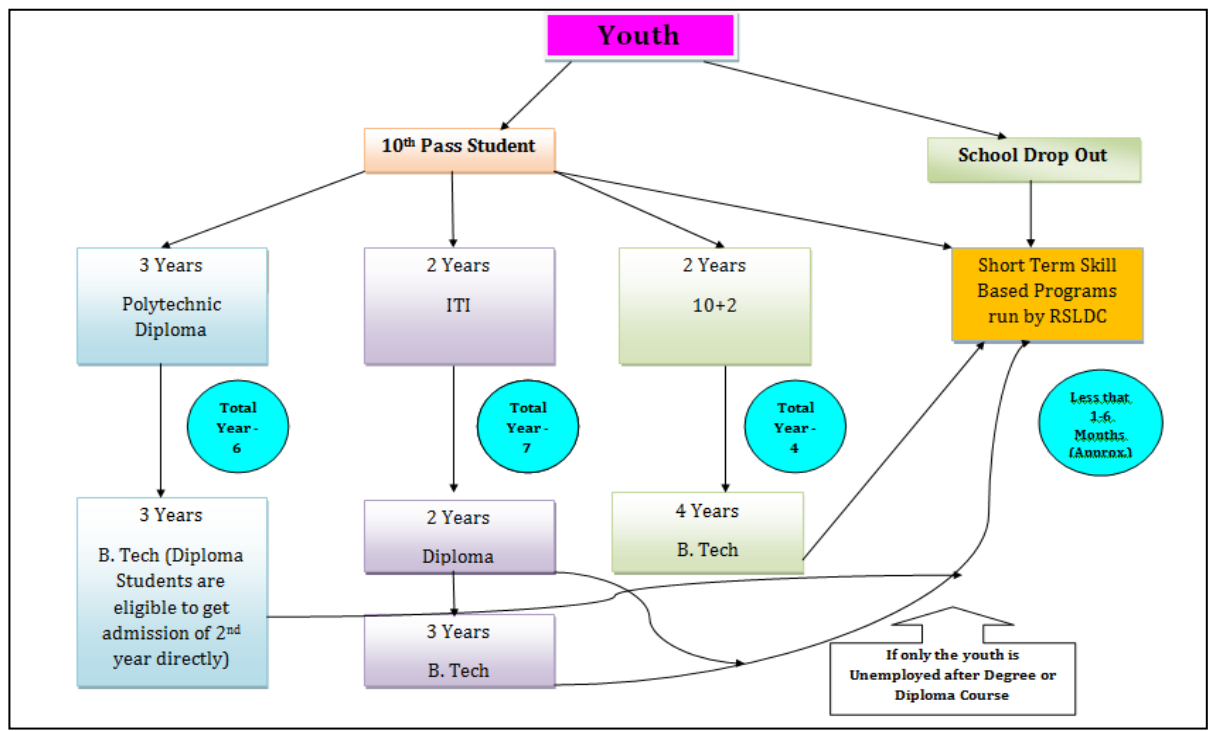 Youth
10th Pass Student
School Drop Out
3 Years
Polytechnic
Diploma
2 Years
ITI
2 Years
10+2
Short Term Skill
Based Programs
run by RSLDC
Total
Year -
6
Total
Year -
7
Total
Year -
4
Less that
1-6
Months
(Approx.)
3 Years
B. Tech (Diploma
Students are
eligible to get
admission of 2nd
year directly)
2 Years
Diploma
3 Years
B. Tech
4 Years
B. Tech
If only the youth is
Unemployed after Degree or
Diploma Course